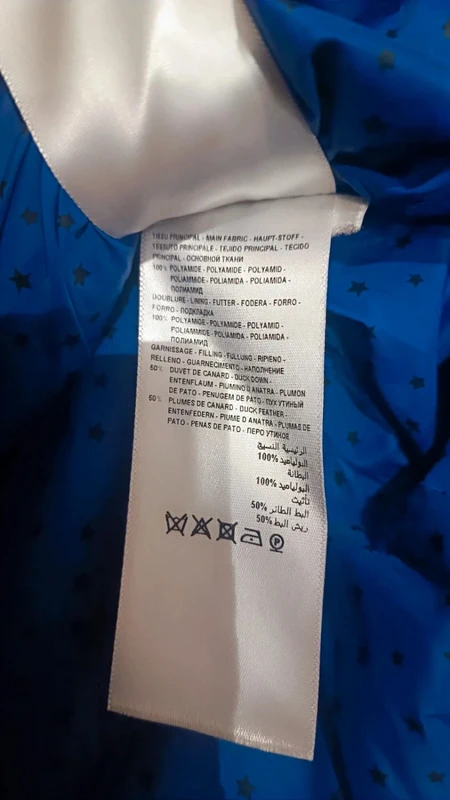 TISSU PRINCIPAL - MAIN FABRIC - HAUPT-STOFF -
TESSUTO PRINCIPALE - TEJIDO PRINCIPAL - TECIDO
PRINCIPAL - ОСНОВНОЙ ТКАНИ
100% POLYAMIDE - POLYAMIDE - POLYAMID -
POLIAMMIDE - POLIAMIDA - POLIAMIDA -
ПОЛИАМИД
DOUBLURE - LINING - FUTTER - FODERA - FORRO -
FORRO - ПОДКЛАДКА
100% POLYAMIDE - POLYAMIDE - POLYAMID -
POLIAMMIDE - POLIAMIDA - POLIAMIDA -
ПОЛИАМИД
GARNISSAGE - FILLING - FULLUNG - RIPIENO -
RELLENO - GUARNECIMENTO - НАПОЛНЕНИЕ
50% DUVET DE CANARD - DUCK DOWN -
ENTENFLAUM - PIUMINO D ANATRA - PLUMON
DE PATO - PENUGEM DE PATO - ПУХ УТИНЫЙ
50% PLUMES DE CANARD - DUCK FEATHER -
ENTENFEDERN - PIUME D ANATRA - PLUMAS DE
PATO - PENAS DE PATO - ПЕРО УТИНОЕ
الرئيسية النسيج
البولياميد 100%
البطانة
البولياميد 100%
تأثيث
البط الطائر 50%
ريش البط 50%
P